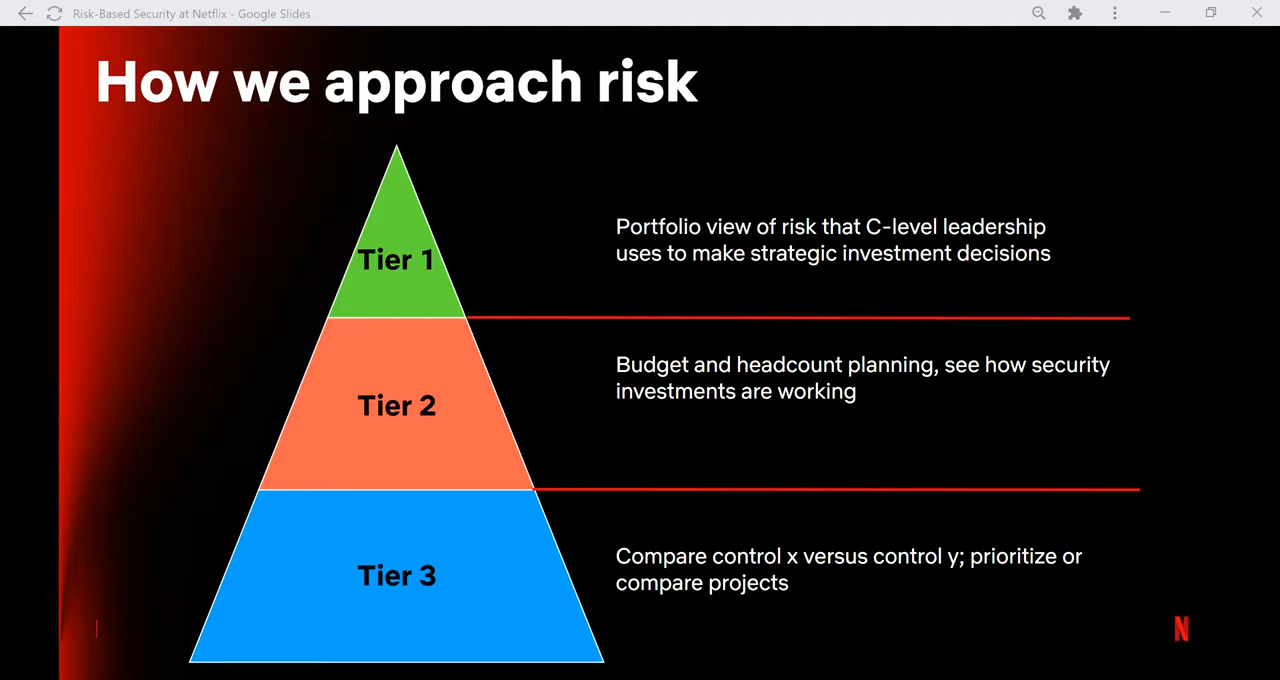 Risk-Based Security at Netflix - Google Slides
How we approach risk
Tier 1
Portfolio view of risk that C-level leadership
uses to make strategic investment decisions
Tier 2
Budget and headcount planning, see how security
investments are working
Tier 3
Compare control x versus control y; prioritize or
compare projects
N